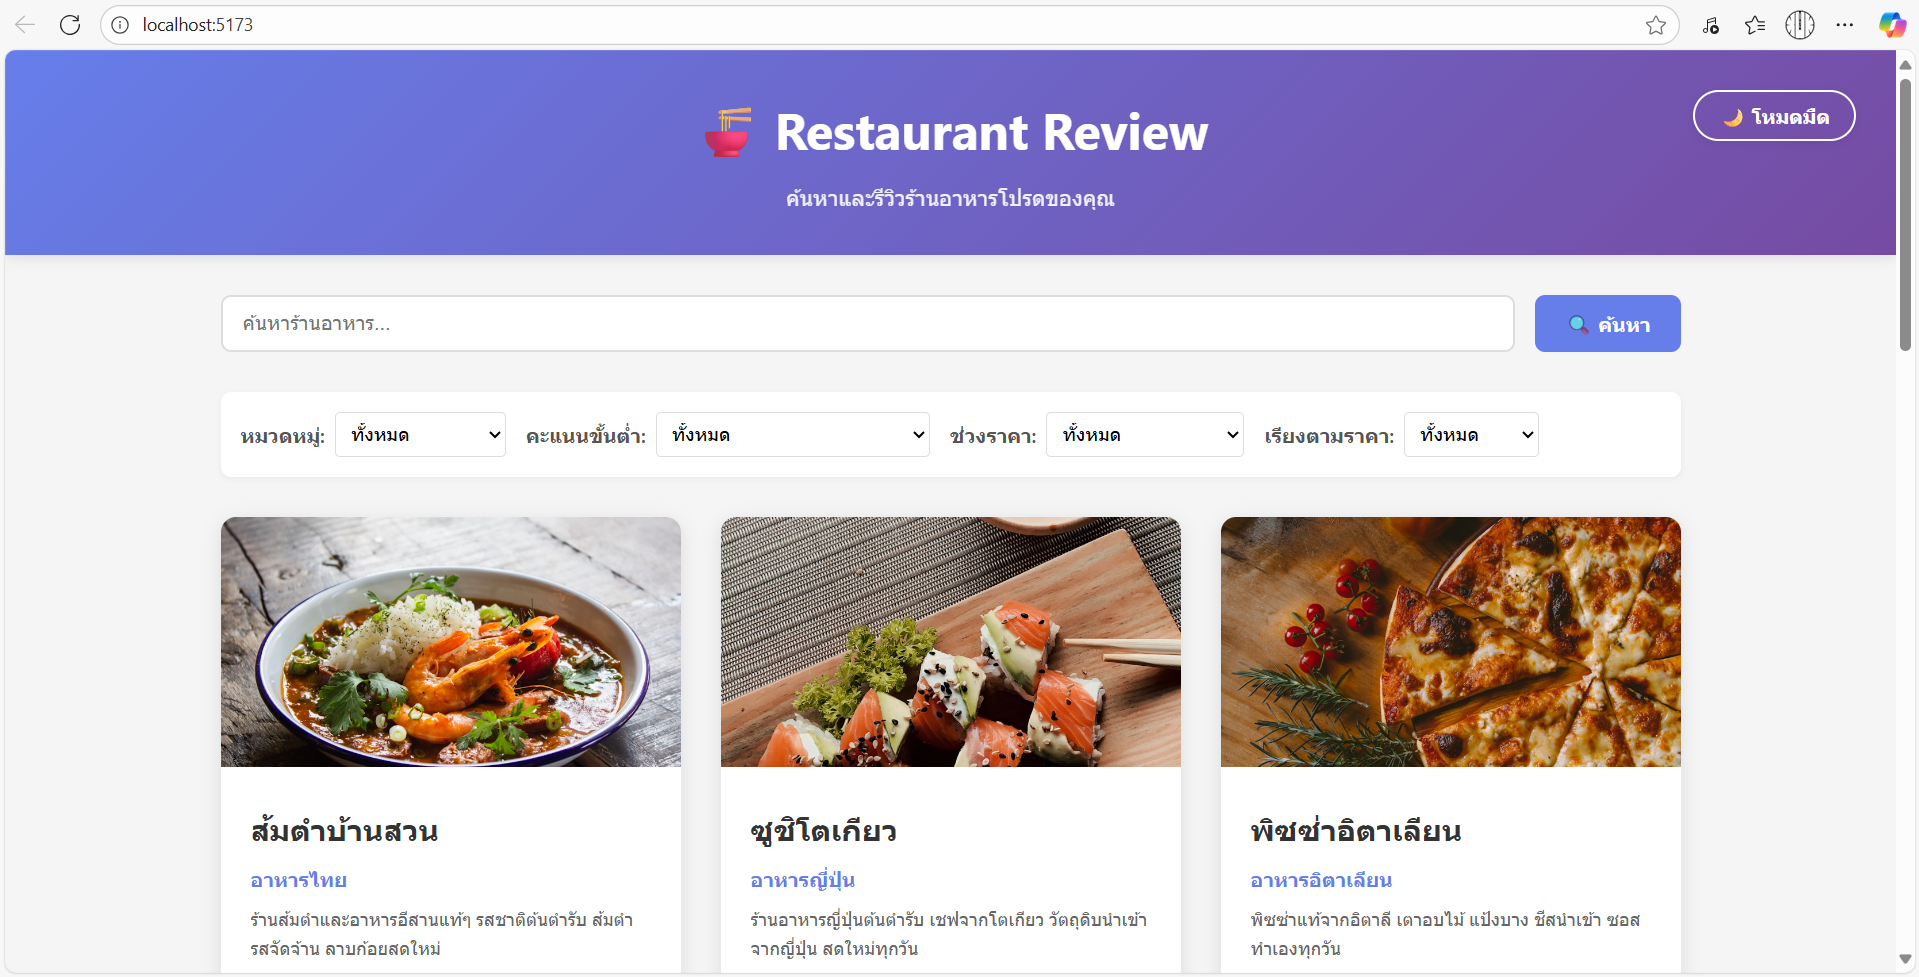 localhost:5173
Restaurant Review
โหมดมืด
ค้นหาและรีวิวร้านอาหารโปรดของคุณ
ค้นหาร้านอาหาร...
ค้นหา
หมวดหมู่: ทั้งหมด คะแนนขั้นต่ำ: ทั้งหมด ช่วงราคา: ทั้งหมด เรียงตามราคา: ทั้งหมด
ส้มตำบ้านสวน
อาหารไทย
ร้านส้มตำและอาหารอีสานแท้ๆ รสชาติต้นตำรับ ส้มตำ
รสจัดจ้าน ลาบก้อยสดใหม่
ซูชิโตเกียว
อาหารญี่ปุ่น
ร้านอาหารญี่ปุ่นต้นตำรับ เชฟจากโตเกียว วัตถุดิบนำเข้า
จากญี่ปุ่น สดใหม่ทุกวัน
พิซซ่าอิตาเลียน
อาหารอิตาเลียน
พิซซ่าแท้จากอิตาลี เตาอบไม้ แป้งบาง ชีสนำเข้า ซอส
ทำเองทุกวัน